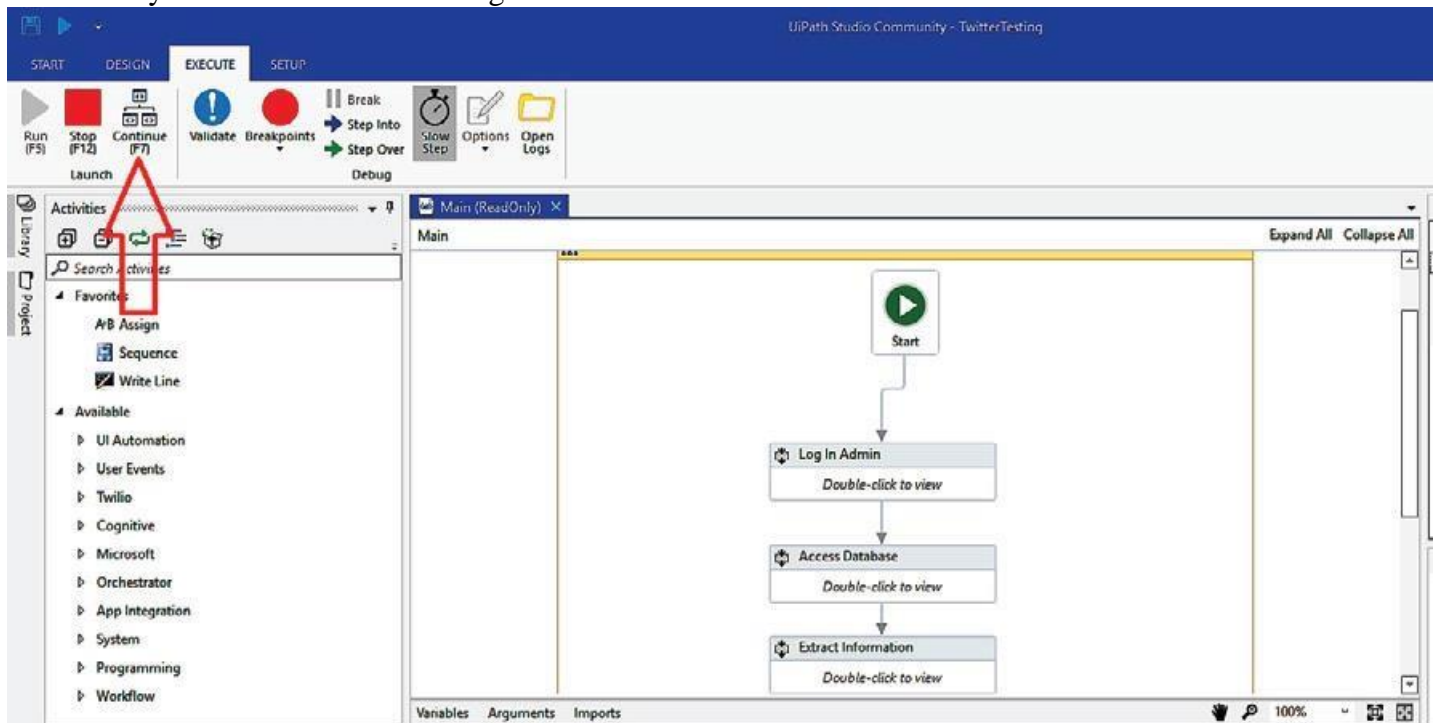 UiPath Studio Community - TwitterTesting
START DESIGN EXECUTE SETUP
Run (F5)
Stop (F12)
Continue (F7)
Launch
Validate
Breakpoints
Break
Step Into
Step Over
Slow Step
Options
Open Logs
Debug
Library
Project
Activities
Search Activities
Favorites
A+B Assign
Sequence
Write Line
Available
UI Automation
User Events
Twilio
Cognitive
Microsoft
Orchestrator
App Integration
System
Programming
Workflow
Main (ReadOnly)
Main
Expand All Collapse All
Start
Log In Admin
Double-click to view
Access Database
Double-click to view
Extract Information
Double-click to view
Variables Arguments Imports
100%